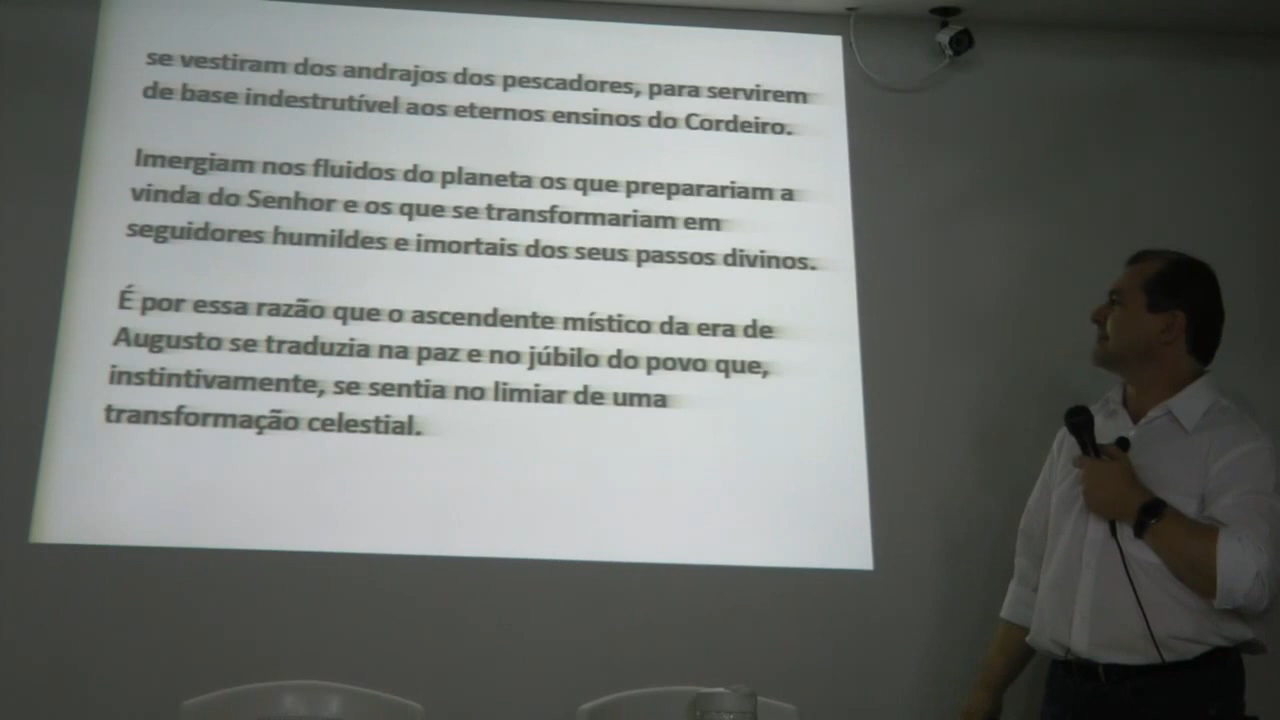 se vestiram dos andrajos dos pescadores, para servirem
de base indestrutível aos eternos ensinos do Cordeiro.
Imergiam nos fluidos do planeta os que preparariam a
vinda do Senhor e os que se transformariam em
seguidores humildes e imortais dos seus passos divinos.
É por essa razão que o ascendente místico da era de
Augusto se traduzia na paz e no júbilo do povo que,
instintivamente, se sentia no limiar de uma
transformação celestial.